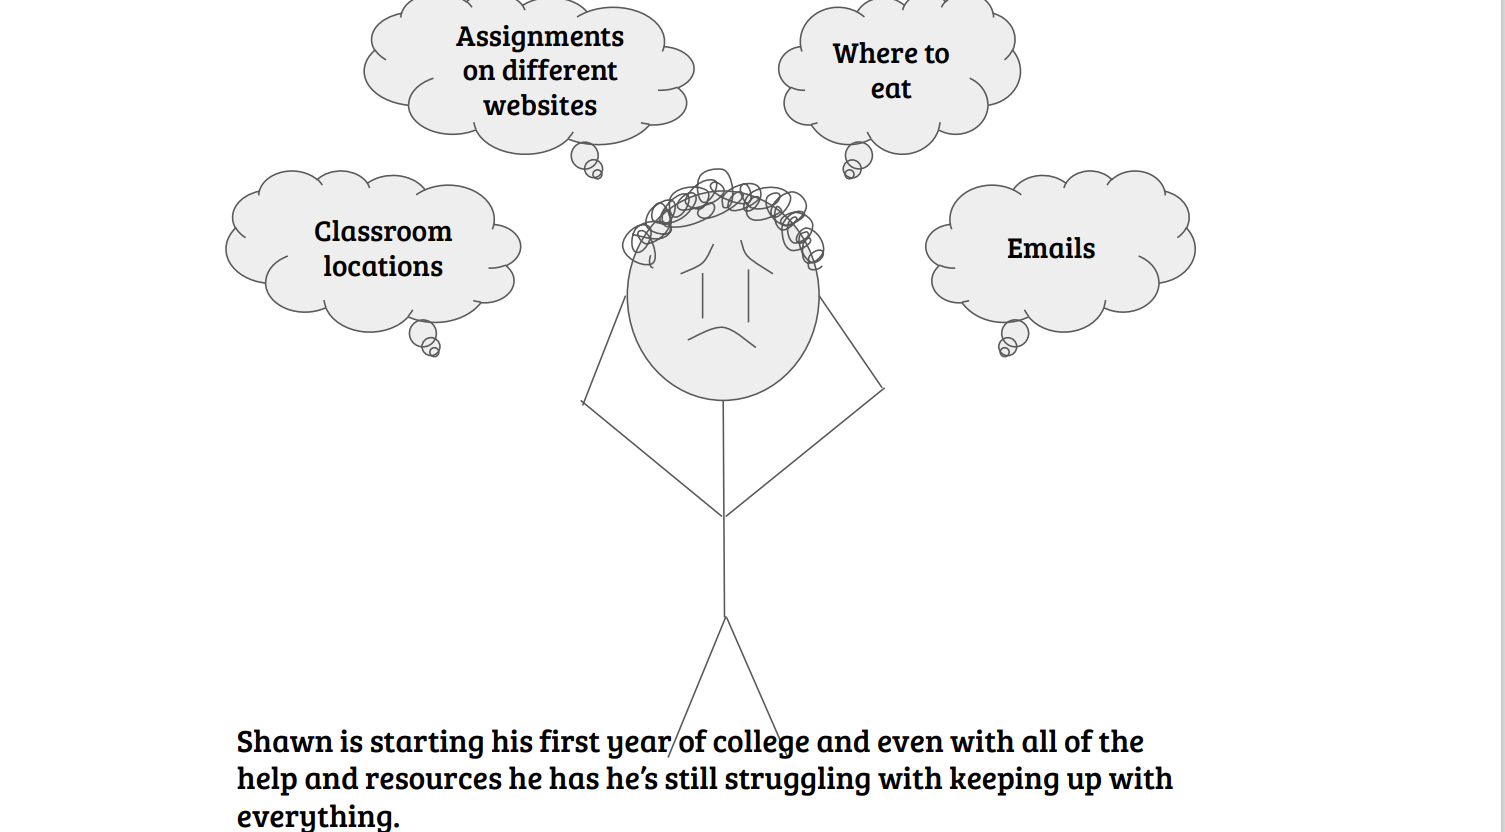 Assignments
on different
websites
Where to
eat
Classroom
locations
Emails
Shawn is starting his first year of college and even with all of the
help and resources he has he’s still struggling with keeping up with
everything.